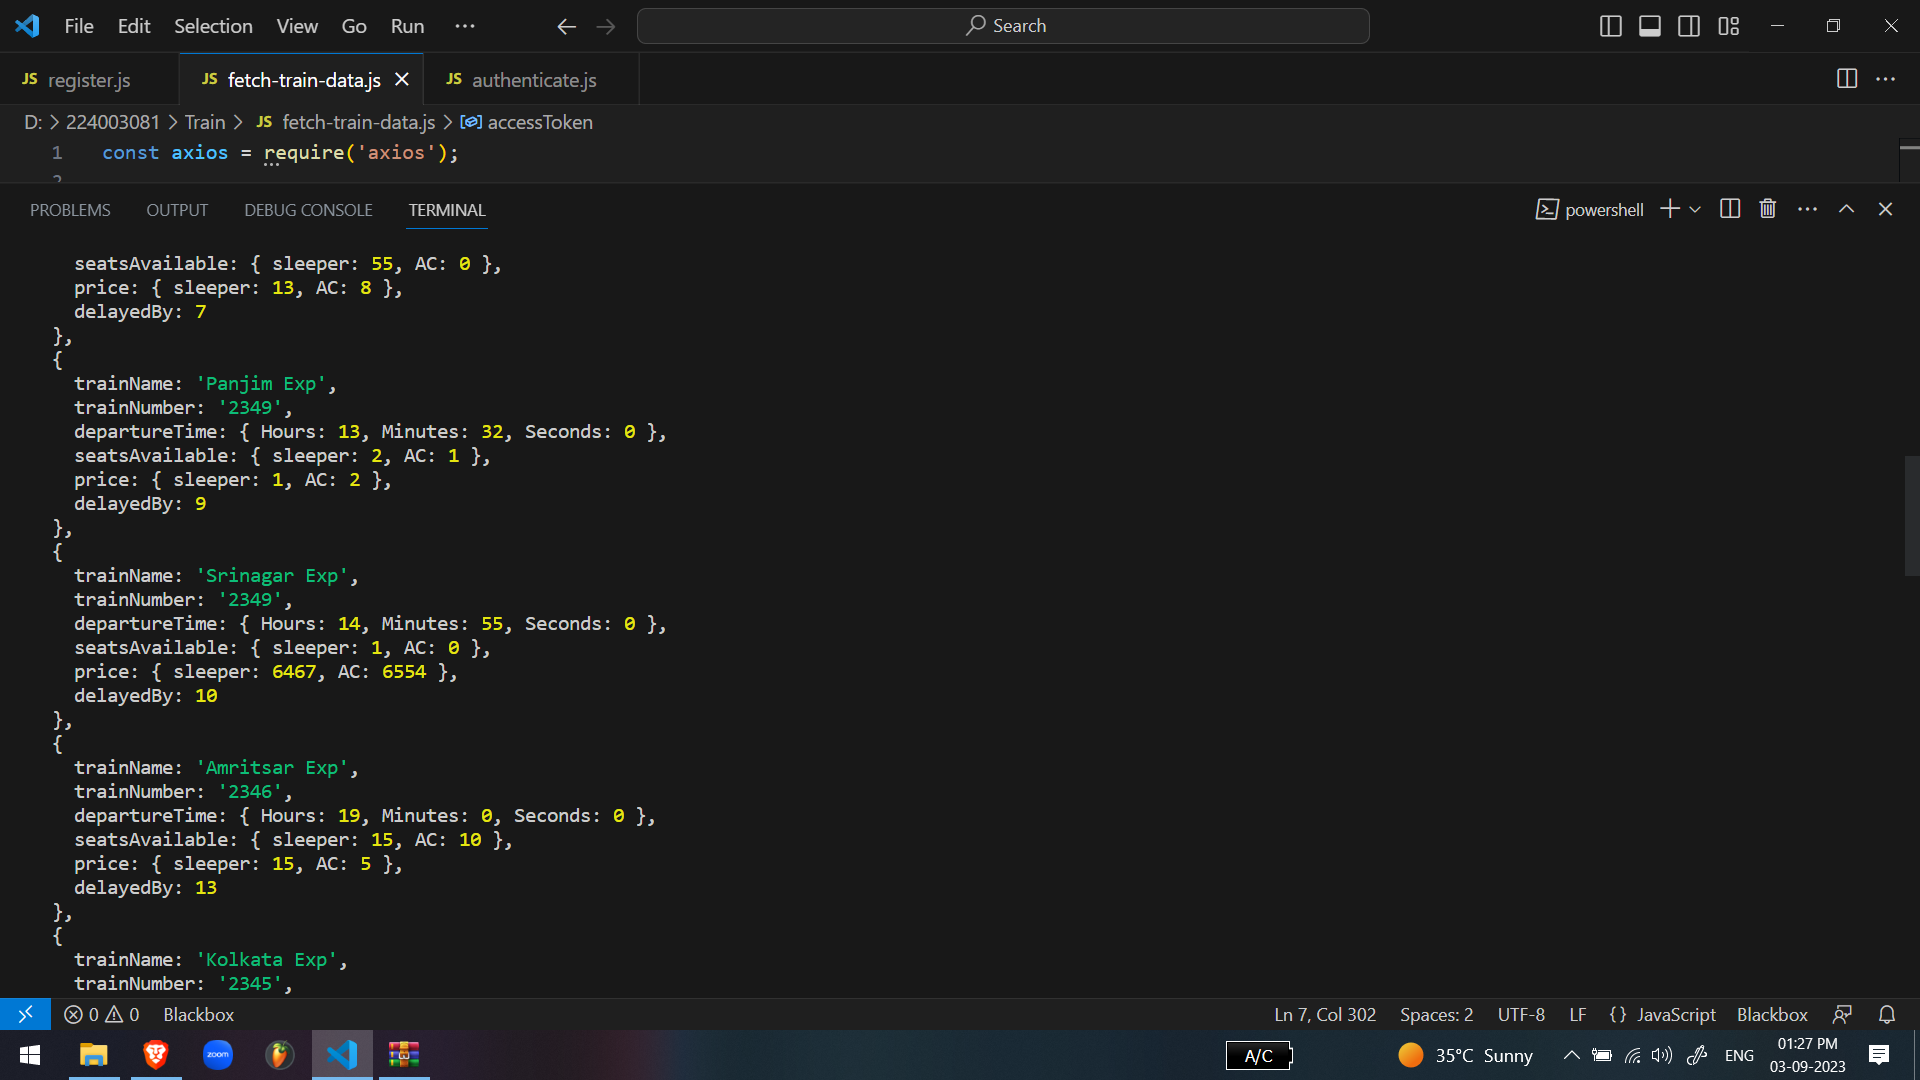 File Edit Selection View Go Run ··· Search
JS register.js JS fetch-train-data.js JS authenticate.js
D: > 224003081 > Train > JS fetch-train-data.js > accessToken
1 const axios = require('axios');
2
PROBLEMS OUTPUT DEBUG CONSOLE TERMINAL powershell
seatsAvailable: { sleeper: 55, AC: 0 },
price: { sleeper: 13, AC: 8 },
delayedBy: 7
},
{
trainName: 'Panjim Exp',
trainNumber: '2349',
departureTime: { Hours: 13, Minutes: 32, Seconds: 0 },
seatsAvailable: { sleeper: 2, AC: 1 },
price: { sleeper: 1, AC: 2 },
delayedBy: 9
},
{
trainName: 'Srinagar Exp',
trainNumber: '2349',
departureTime: { Hours: 14, Minutes: 55, Seconds: 0 },
seatsAvailable: { sleeper: 1, AC: 0 },
price: { sleeper: 6467, AC: 6554 },
delayedBy: 10
},
{
trainName: 'Amritsar Exp',
trainNumber: '2346',
departureTime: { Hours: 19, Minutes: 0, Seconds: 0 },
seatsAvailable: { sleeper: 15, AC: 10 },
price: { sleeper: 15, AC: 5 },
delayedBy: 13
},
{
trainName: 'Kolkata Exp',
trainNumber: '2345',
0 0 Blackbox Ln 7, Col 302 Spaces: 2 UTF-8 LF {} JavaScript Blackbox
zoom A/C 35°C Sunny ENG 01:27 PM
03-09-2023